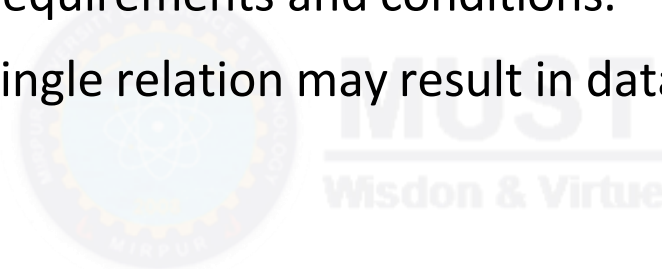 equirements and conditions.
ingle relation may result in data
MUST
Wisdon & Virtue
MIRPUR